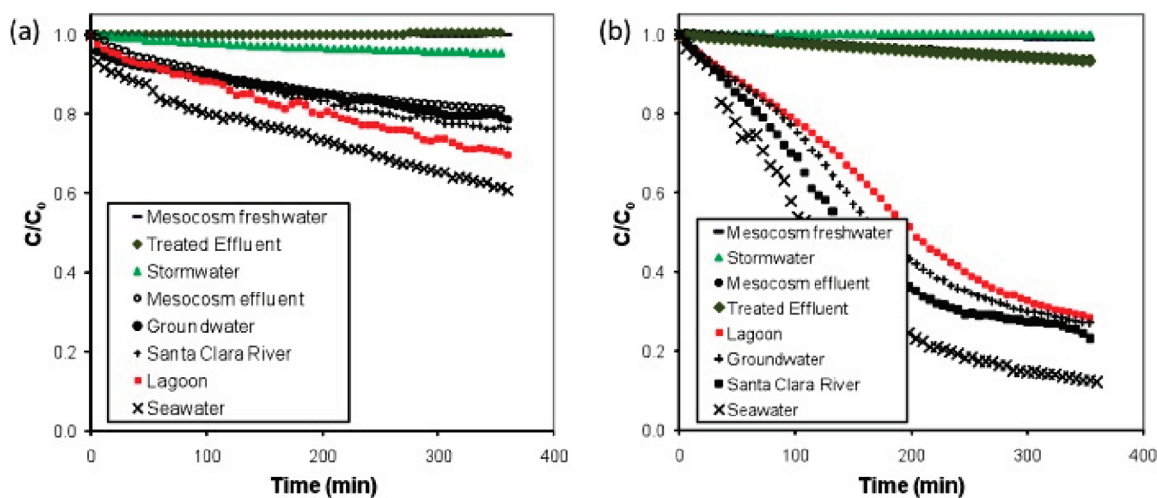 (a)
1.0
0.8
0.6
0.4
0.2
0.0
C/C₀
Mesocosm freshwater
Treated Effluent
Stormwater
Mesocosm effluent
Groundwater
Santa Clara River
Lagoon
Seawater
0 100 200 300 400
Time (min)
(b)
1.0
0.8
0.6
0.4
0.2
0.0
C/C₀
Mesocosm freshwater
Stormwater
Mesocosm effluent
Treated Effluent
Lagoon
Groundwater
Santa Clara River
Seawater
0 100 200 300 400
Time (min)